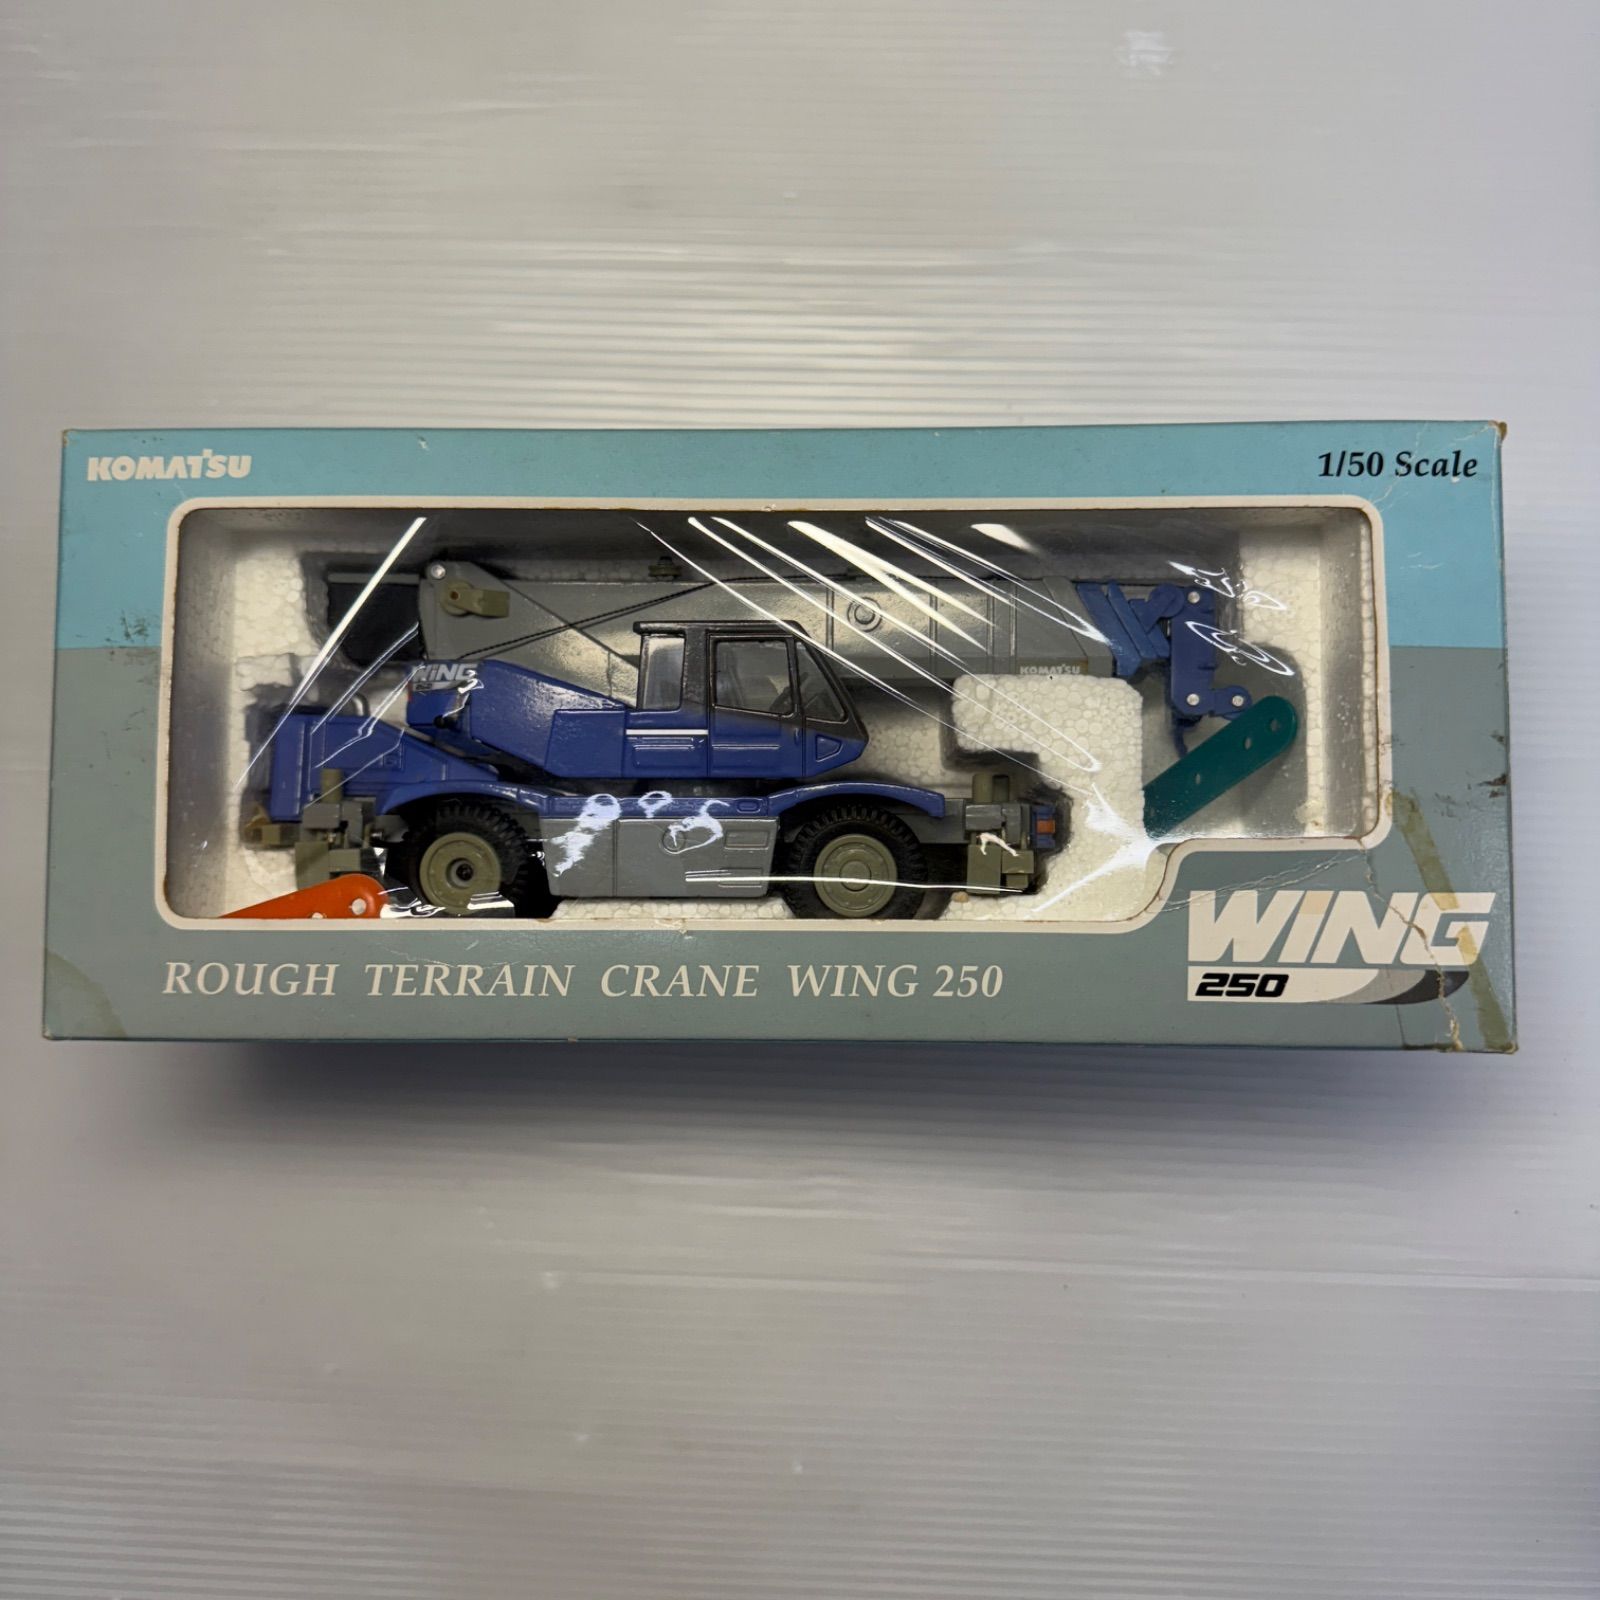 KOMATSU
1/50 Scale
WING
KOMATSU
ROUGH TERRAIN CRANE WING 250
WING
250